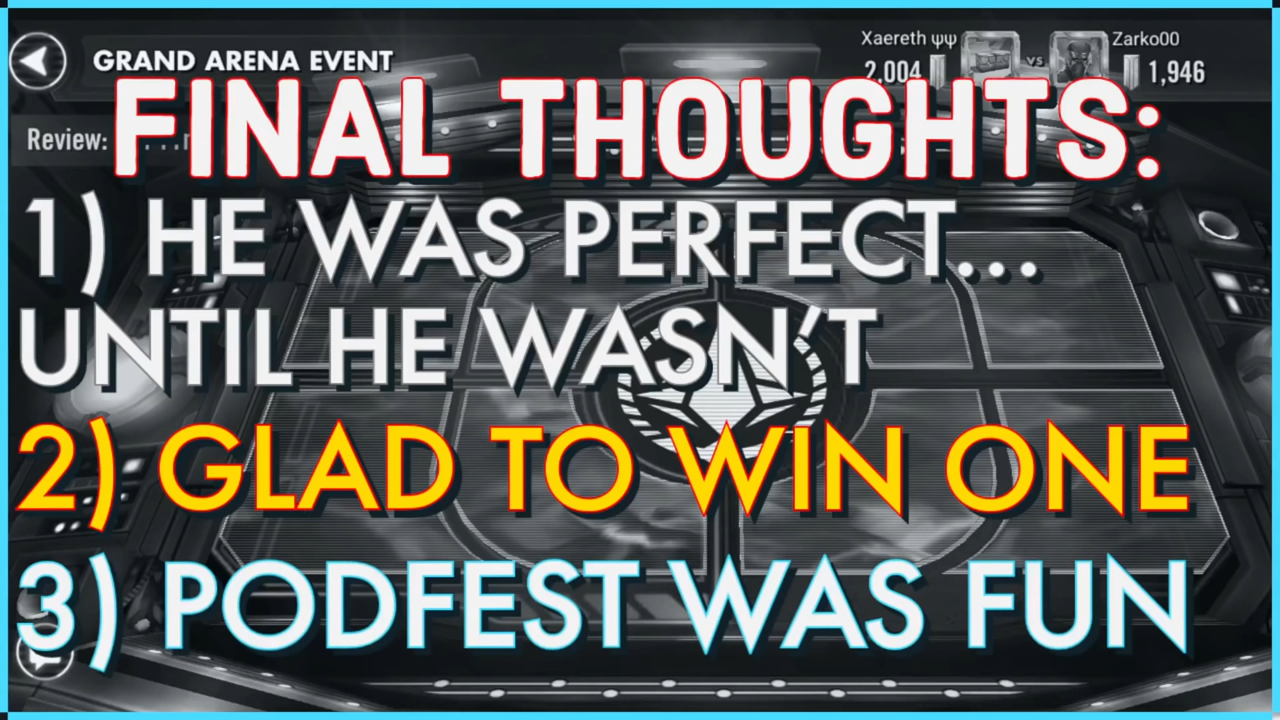 GRAND ARENA EVENT
Xaereth ψψ
2,004
vs
Zarko00
1,946
Review:
FINAL THOUGHTS:
1) HE WAS PERFECT...
UNTIL HE WASN'T
2) GLAD TO WIN ONE
3) PODFEST WAS FUN